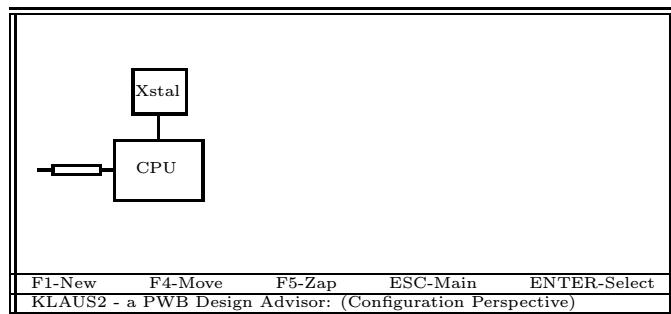 Xstal
CPU
F1-New F4-Move F5-Zap ESC-Main ENTER-Select
KLAUS2 - a PWB Design Advisor: (Configuration Perspective)